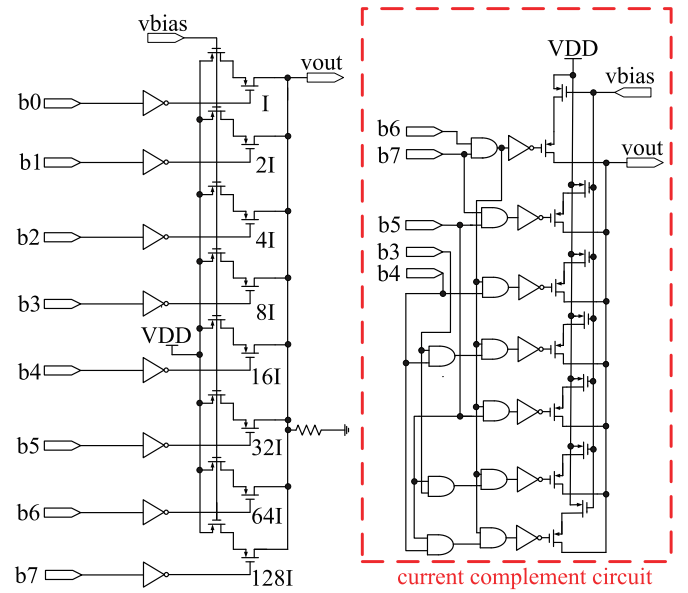 vbias
vout
b0
I
b1
2I
b2
4I
b3
8I
VDD
b4
16I
b5
32I
b6
64I
b7
128I
VDD
vbias
b6
b7
vout
b5
b3
b4
current complement circuit